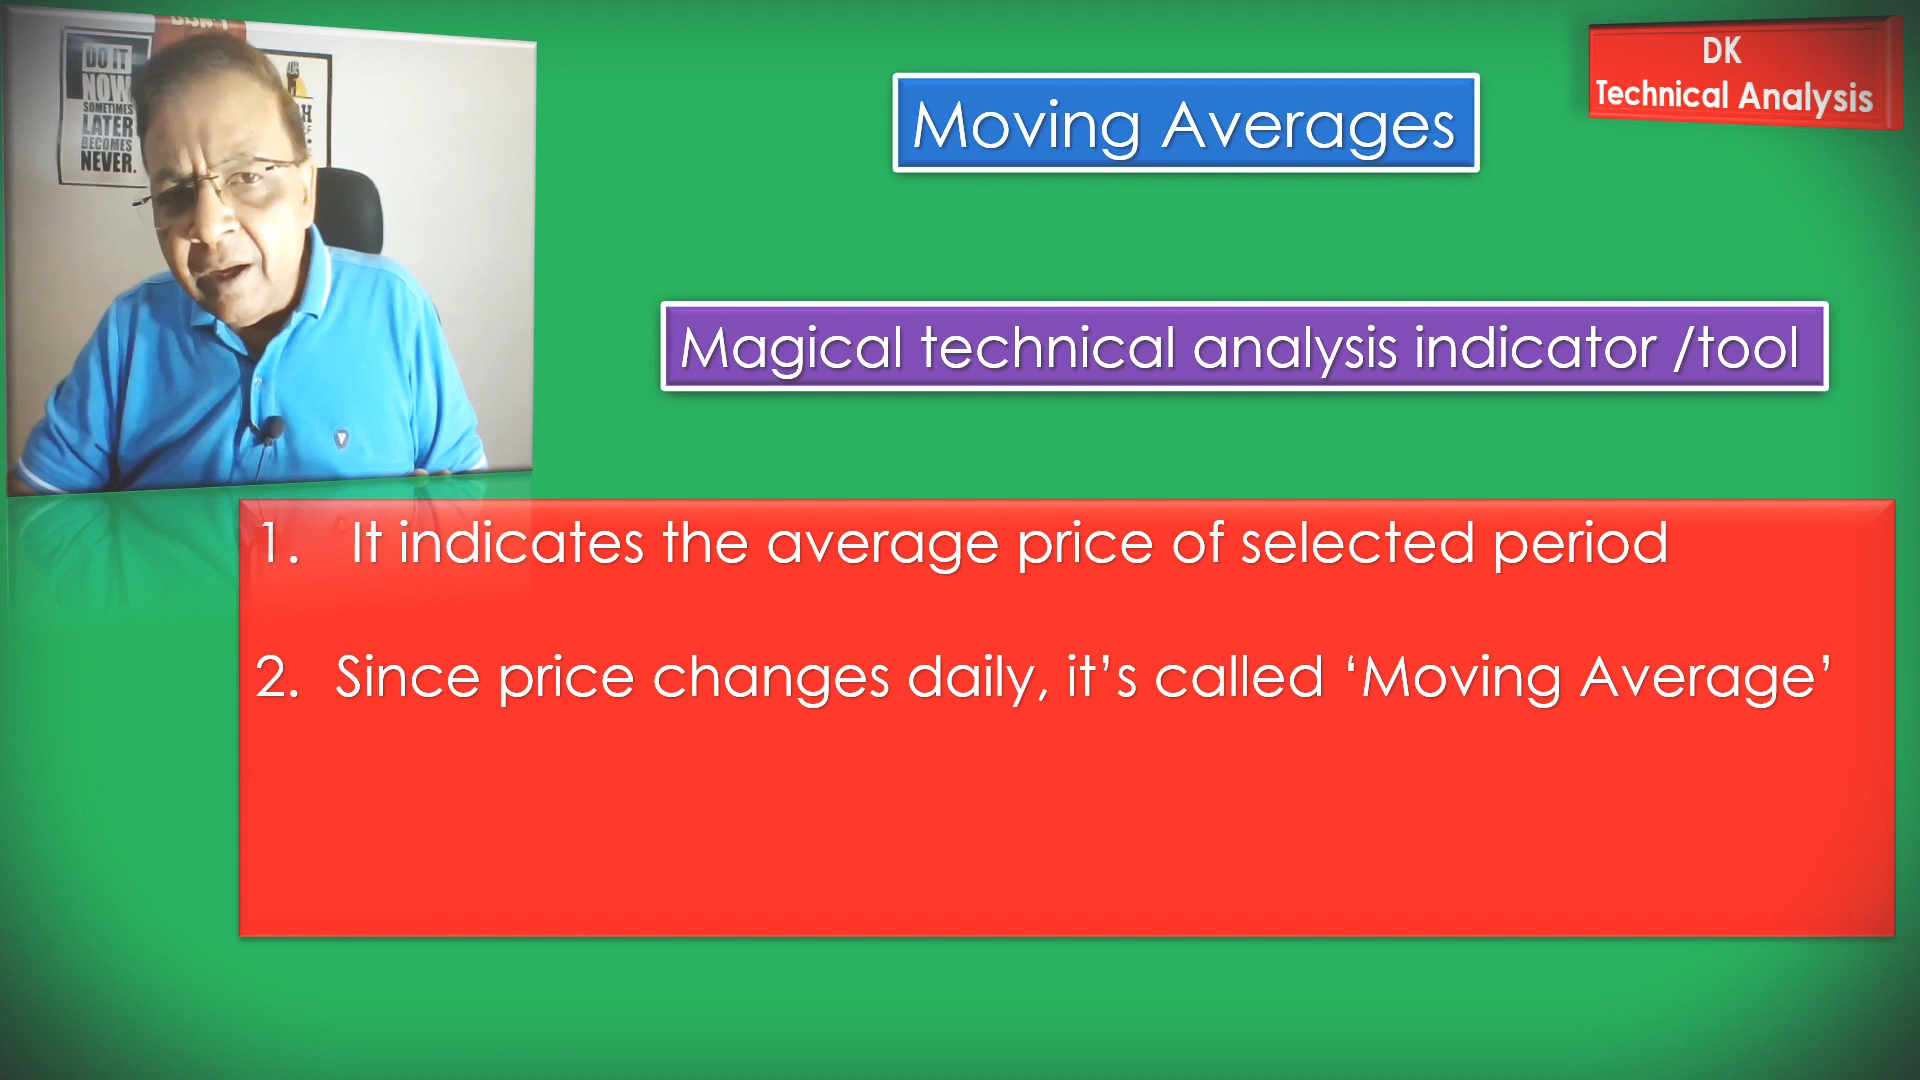 DON'T
DO IT
NOW
SOMETIMES
LATER
BECOMES
NEVER.
DK
Technical Analysis
Moving Averages
Magical technical analysis indicator /tool
1. It indicates the average price of selected period
2. Since price changes daily, it’s called ‘Moving Average’